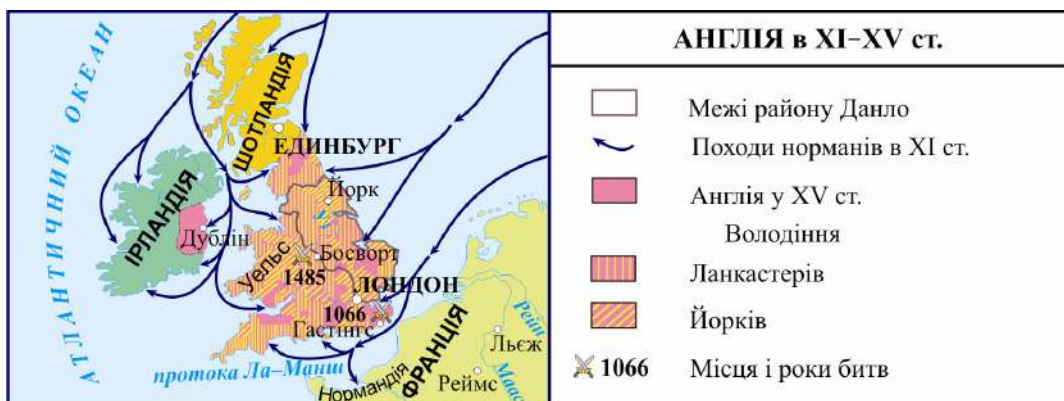 АТЛАНТИЧНИЙ ОКЕАН
ШОТЛАНДІЯ
ЕДИНБУРГ
ІРЛАНДІЯ
Йорк
Дублін
Уельс
Босворт
1485
ЛОНДОН
1066
Гастінгс
протока Ла–Манш
Нормандія
ФРАНЦІЯ
Рейн
Льєж
Реймс
Маас
АНГЛІЯ в XI–XV ст.
Межі району Данло
Походи норманів в XI ст.
Англія у XV ст.
Володіння
Ланкастерів
Йорків
1066 Місця і роки битв